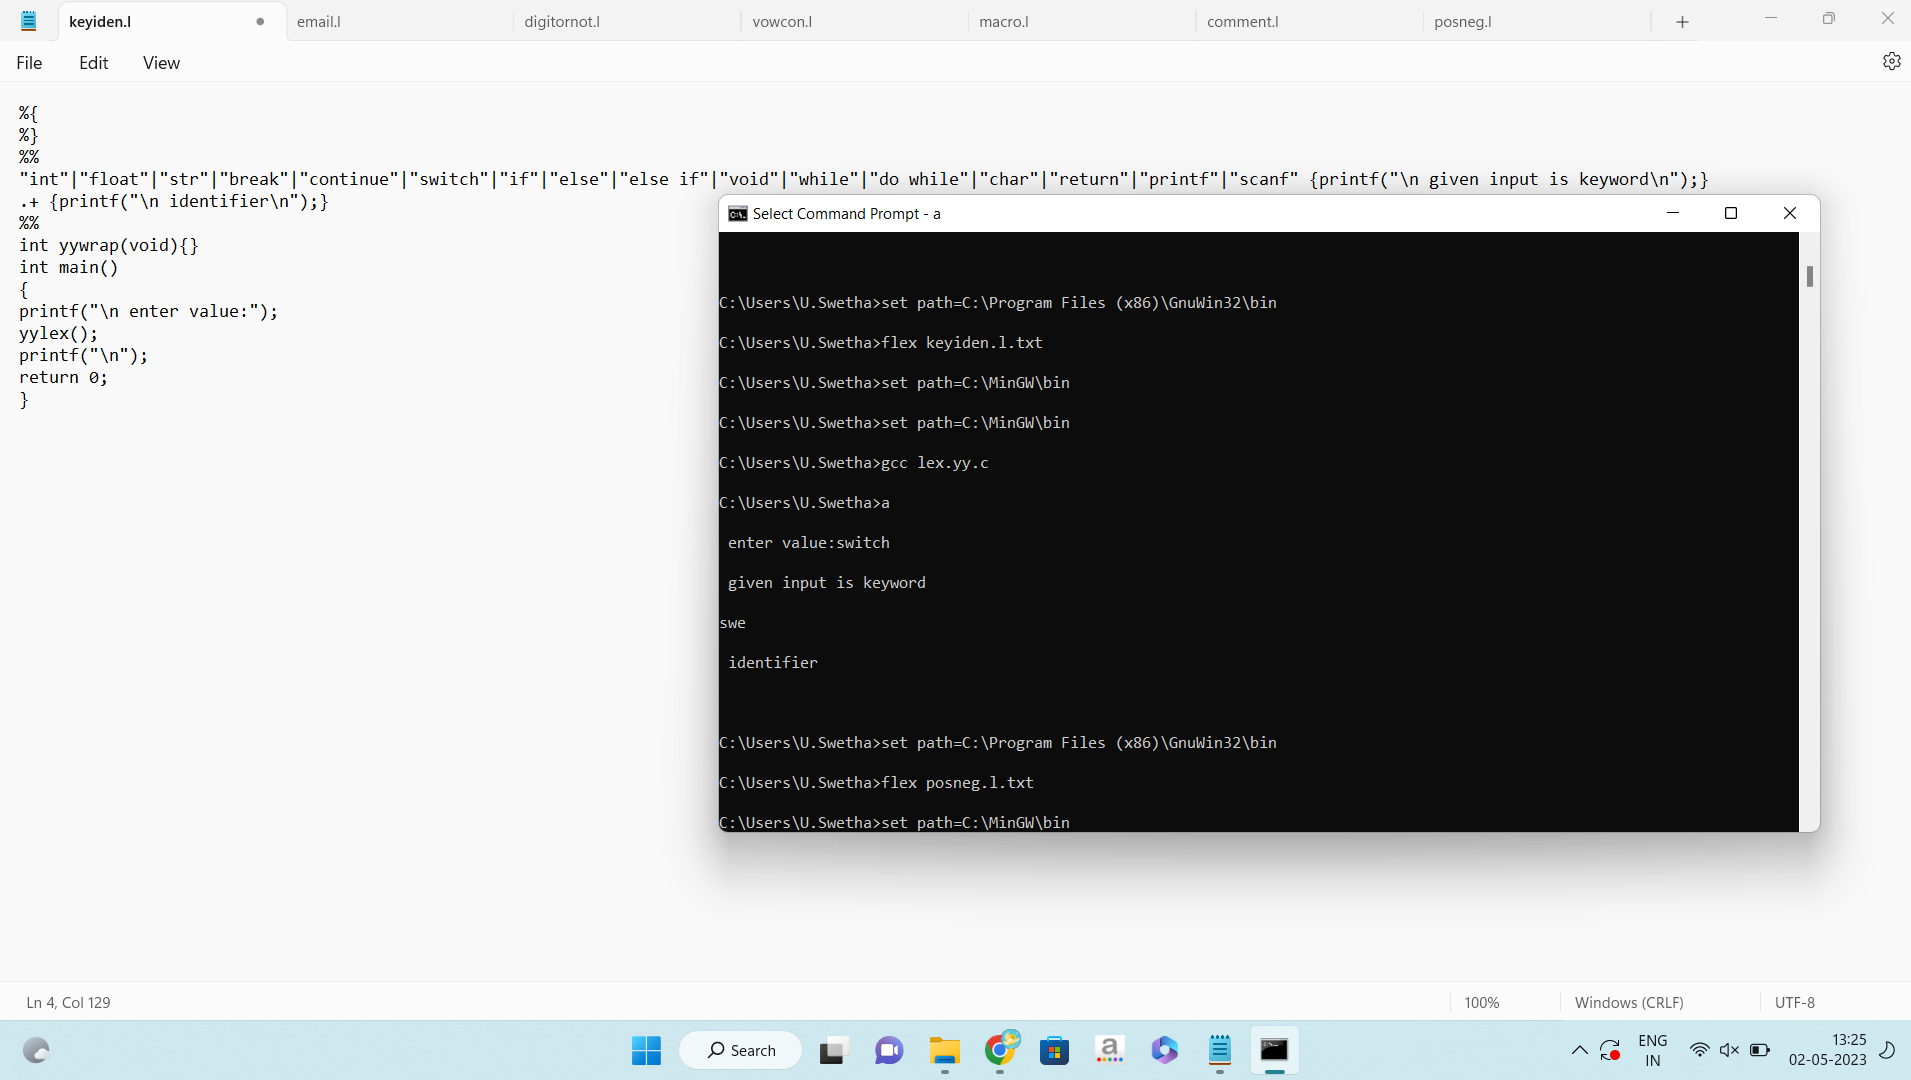 keyiden.l
email.l
digitornot.l
vowcon.l
macro.l
comment.l
posneg.l
File
Edit
View
%{
%}
%%
"int"|"float"|"str"|"break"|"continue"|"switch"|"if"|"else"|"else if"|"void"|"while"|"do while"|"char"|"return"|"printf"|"scanf" {printf("\n given input is keyword\n");}
.+ {printf("\n identifier\n");}
%%
int yywrap(void){}
int main()
{
printf("\n enter value:");
yylex();
printf("\n");
return 0;
}
Select Command Prompt - a
C:\Users\U.Swetha>set path=C:\Program Files (x86)\GnuWin32\bin
C:\Users\U.Swetha>flex keyiden.l.txt
C:\Users\U.Swetha>set path=C:\MinGW\bin
C:\Users\U.Swetha>set path=C:\MinGW\bin
C:\Users\U.Swetha>gcc lex.yy.c
C:\Users\U.Swetha>a
enter value:switch
given input is keyword
swe
identifier
C:\Users\U.Swetha>set path=C:\Program Files (x86)\GnuWin32\bin
C:\Users\U.Swetha>flex posneg.l.txt
C:\Users\U.Swetha>set path=C:\MinGW\bin
Ln 4, Col 129
100%
Windows (CRLF)
UTF-8
Search
a
ENG
IN
13:25
02-05-2023